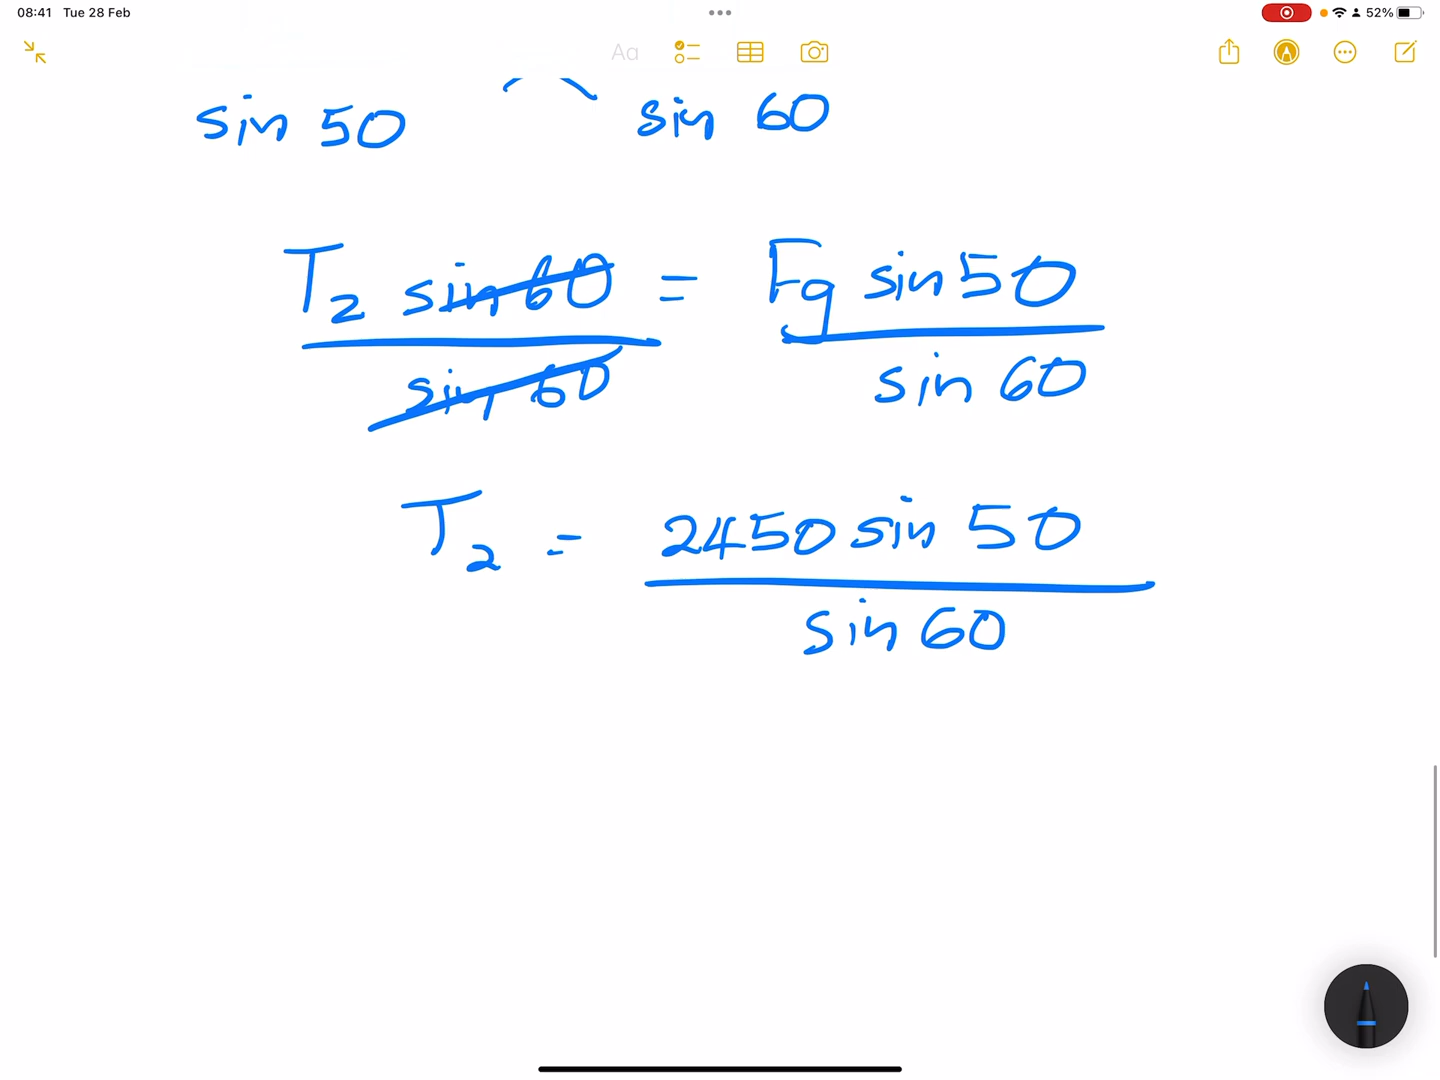 08:41 Tue 28 Feb 52%
Aa
sin 50 sin 60
T2 sin 60 = Fg sin 50
sin 60 sin 60
T2 = 2450 sin 50
sin 60